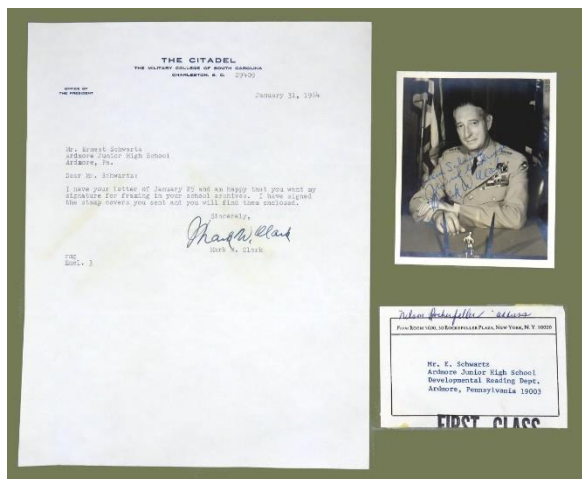 THE CITADEL
THE MILITARY COLLEGE OF SOUTH CAROLINA
CHARLESTON, S. C. 29409
OFFICE OF
THE PRESIDENT
January 31, 1964
Mr. Ernest Schwartz
Ardmore Junior High School
Ardmore, Pa.
Dear Mr. Schwartz:
I have your letter of January 25 and am happy that you want my
signature for framing in your school archives. I have signed
the stamp covers you sent and you will find them enclosed.
Sincerely,
Mark W. Clark
Mark W. Clark
Encl. 3
Nelson Rockefeller
FROM ROOM 5600, 30 ROCKEFELLER PLAZA, NEW YORK, N. Y. 10020
Mr. E. Schwartz
Ardmore Junior High School
Developmental Reading Dept.
Ardmore, Pennsylvania 19003
FIRST CLASS